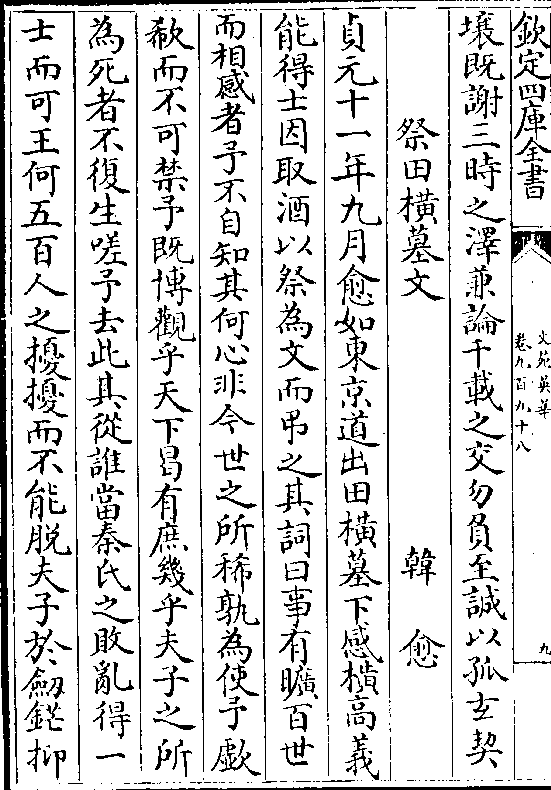 欽定四庫全書
文苑英華
卷九百九十八
九
壤既謝三時之澤兼論千載之交勿負至誠以孤玄契
祭田橫墓文 韓愈
貞元十一年九月愈如東京道出田橫墓下感橫高義
能得士因取酒以祭為文而弔之其詞曰事有曠百世
而相感者予不自知其何心非今世之所稀孰為使予歔
欷而不可禁予既博觀乎天下曷有庶幾乎夫子之所
為死者不復生嗟予去此其從誰當秦氏之敗亂得一
士而可王何五百人之擾擾而不能脫夫子於劒鋩抑